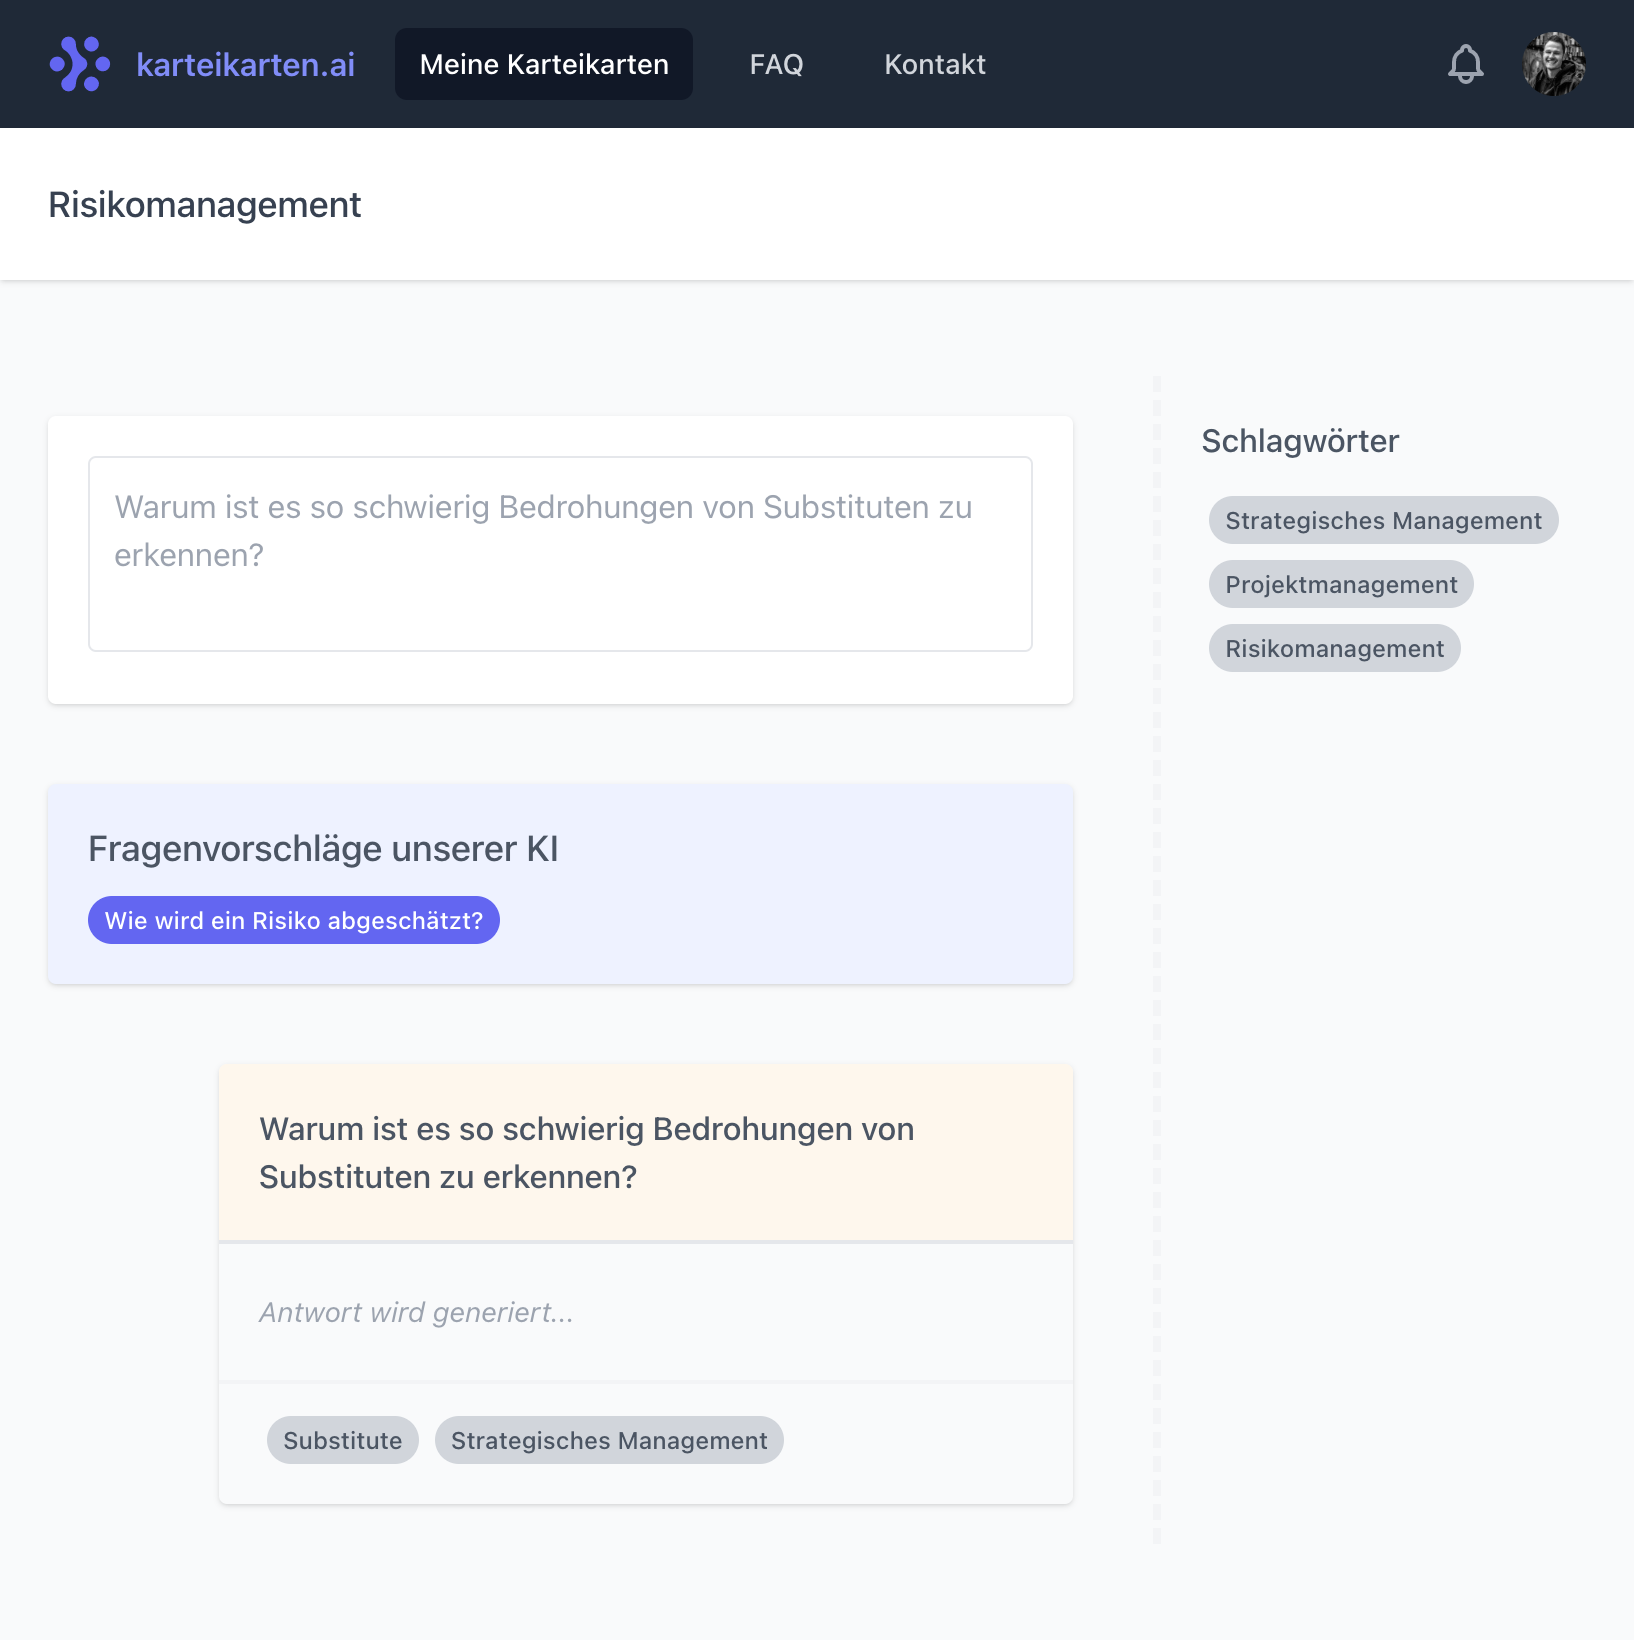 karteikarten.ai
Meine Karteikarten
FAQ
Kontakt
Risikomanagement
Warum ist es so schwierig Bedrohungen von Substituten zu
erkennen?
Schlagwörter
Strategisches Management
Projektmanagement
Risikomanagement
Fragenvorschläge unserer KI
Wie wird ein Risiko abgeschätzt?
Warum ist es so schwierig Bedrohungen von
Substituten zu erkennen?
Antwort wird generiert...
Substitute
Strategisches Management